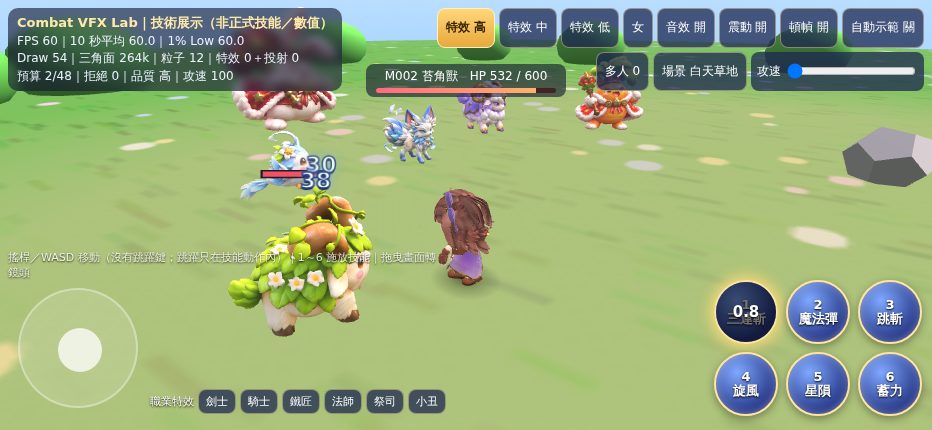 Combat VFX Lab | 技術展示（非正式技能／數值）
FPS 60 | 10 秒平均 60.0 | 1% Low 60.0
Draw 54 | 三角面 264k | 粒子 12 | 特效 0＋投射 0
預算 2/48 | 拒絕 0 | 品質 高 | 攻速 100
特效 高
特效 中
特效 低
女
音效 開
震動 開
頓幀 開
自動示範 關
M002 苔角獸 HP 532 / 600
多人 0
場景 白天草地
攻速
30
38
搖桿／WASD 移動（沒有跳躍鍵；跳躍只在技能動作內） | 1～6 施放技能 | 拖曳畫面轉
鏡頭
1
三連斬
0.8
2
魔法彈
3
跳斬
4
旋風
5
星隕
6
蓄力
職業特效
劍士
騎士
鐵匠
法師
祭司
小丑